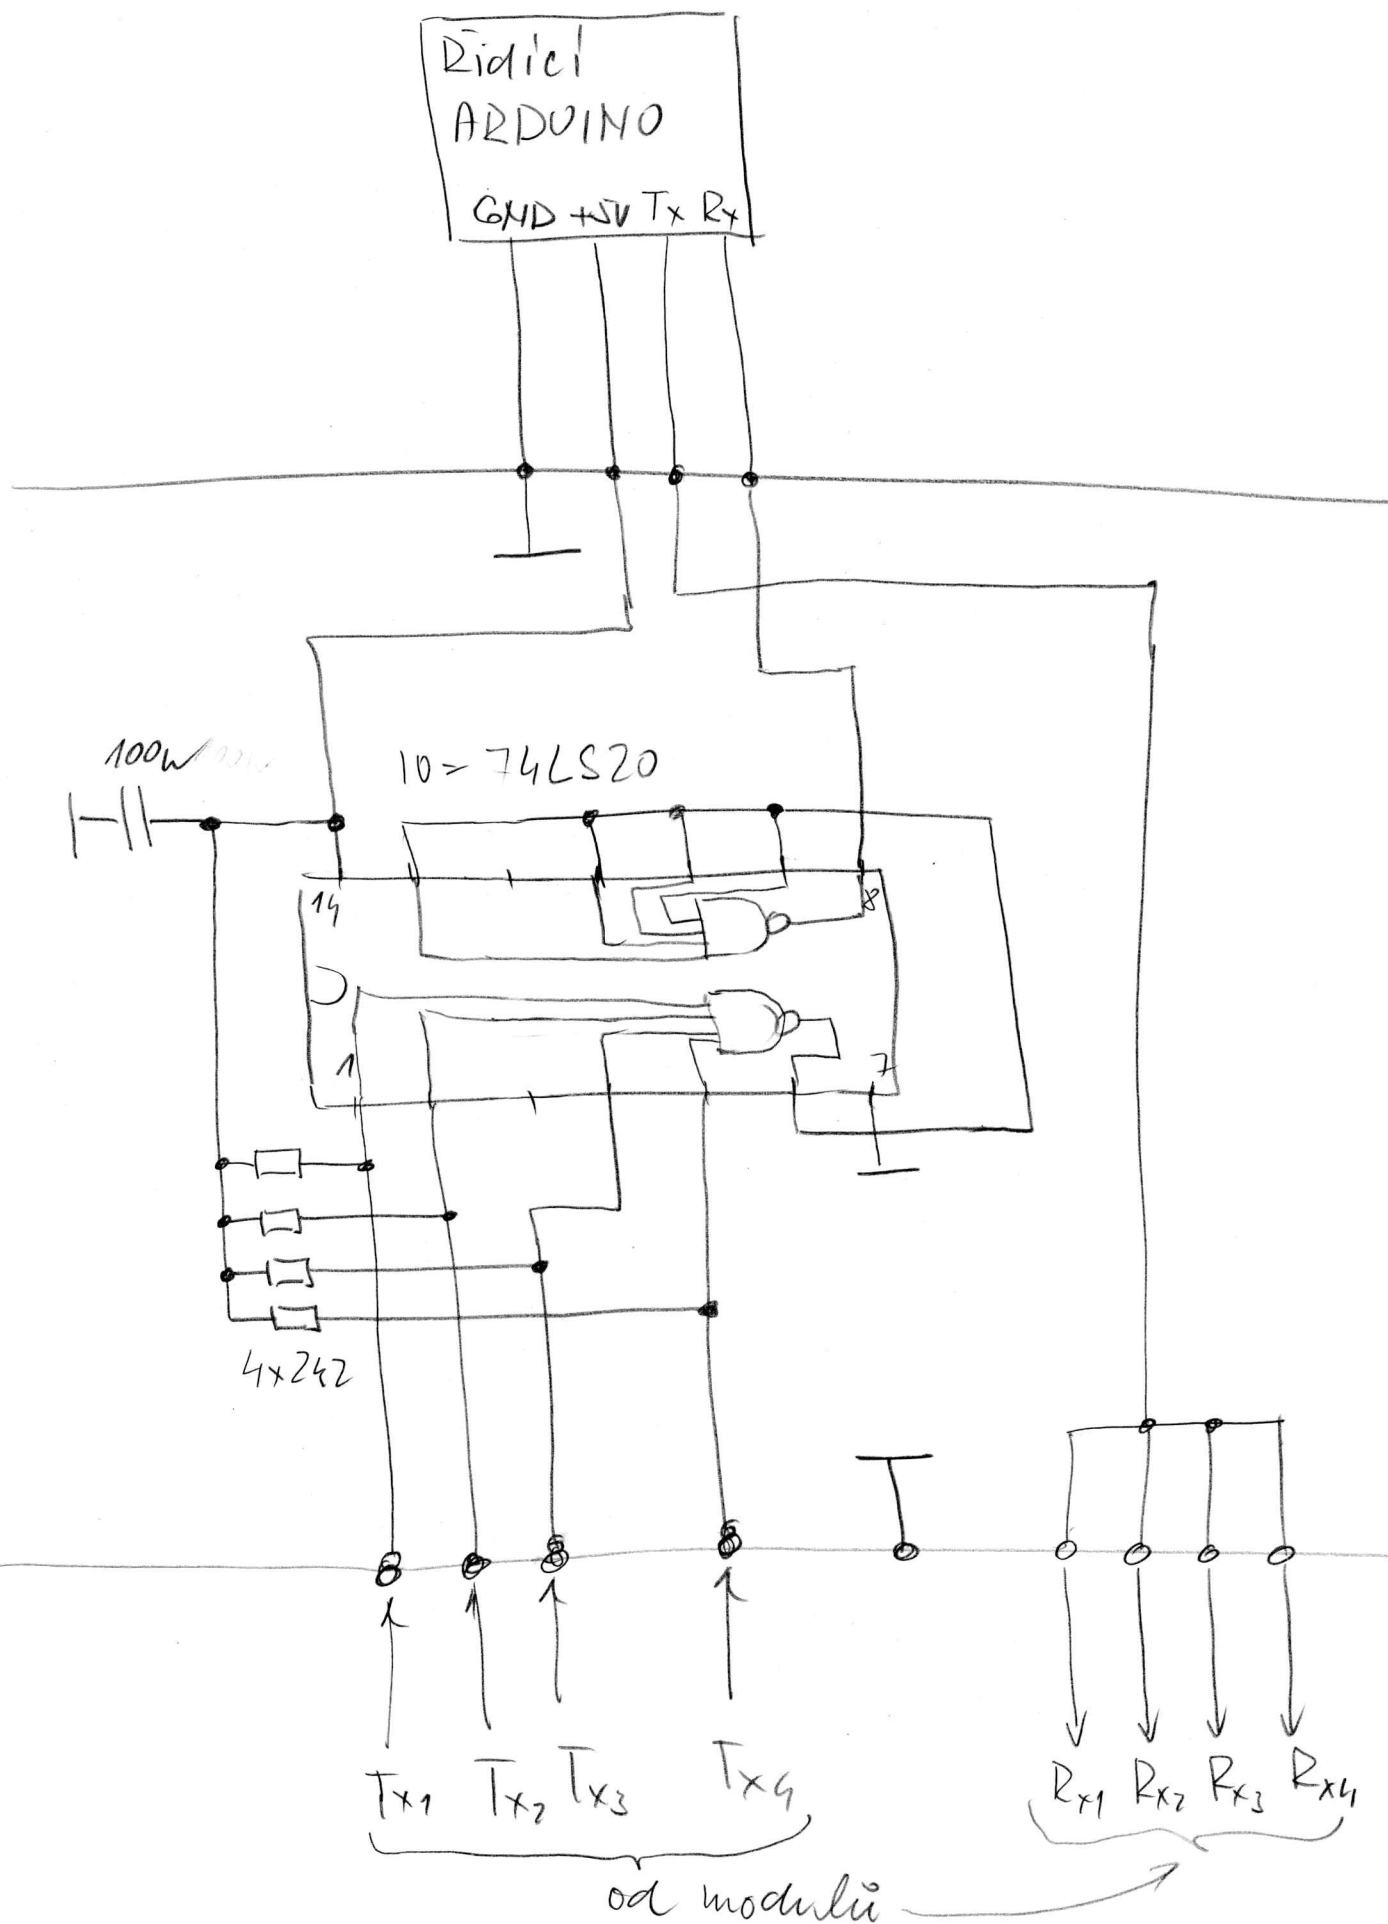 Řídící
ARDUINO
GND +5V Tx Rx
100n
IO = 74LS20
14
8
1
7
4x2k2
Tx1 Tx2 Tx3 Tx4
Rx1 Rx2 Rx3 Rx4
od modulů